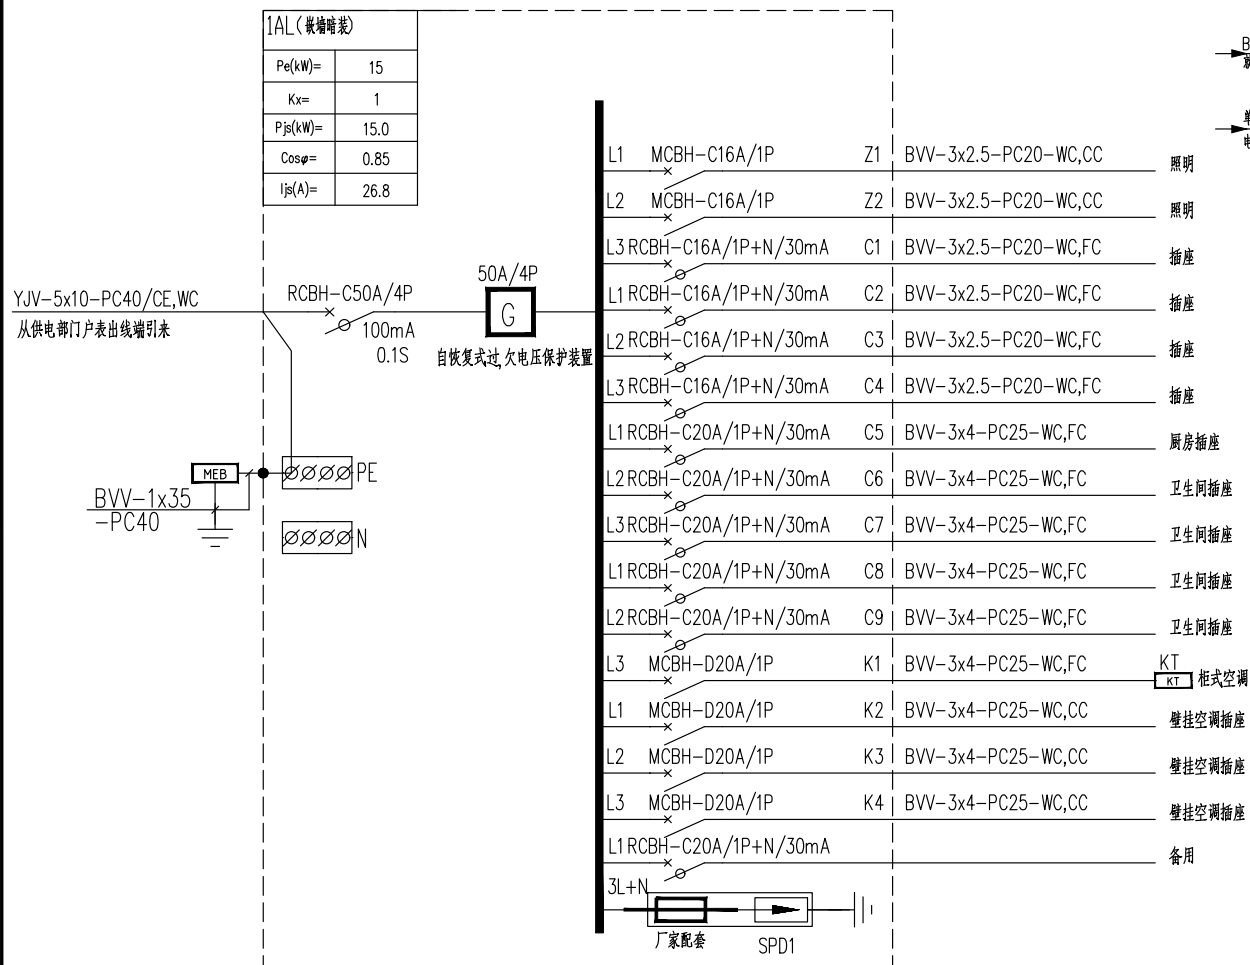 1AL(嵌墙暗装)
Pe(kW)= 15
Kx= 1
Pjs(kW)= 15.0
Cosφ= 0.85
Ijs(A)= 26.8
YJV-5x10-PC40/CE,WC
从供电部门户表出线端引来
RCBH-C50A/4P
100mA
0.1S
50A/4P
G
自恢复式过,欠电压保护装置
MEB
PE
BVV-1x35
-PC40
N
L1 MCBH-C16A/1P Z1 BVV-3x2.5-PC20-WC,CC 照明
L2 MCBH-C16A/1P Z2 BVV-3x2.5-PC20-WC,CC 照明
L3 RCBH-C16A/1P+N/30mA C1 BVV-3x2.5-PC20-WC,FC 插座
L1 RCBH-C16A/1P+N/30mA C2 BVV-3x2.5-PC20-WC,FC 插座
L2 RCBH-C16A/1P+N/30mA C3 BVV-3x2.5-PC20-WC,FC 插座
L3 RCBH-C16A/1P+N/30mA C4 BVV-3x2.5-PC20-WC,FC 插座
L1 RCBH-C20A/1P+N/30mA C5 BVV-3x4-PC25-WC,FC 厨房插座
L2 RCBH-C20A/1P+N/30mA C6 BVV-3x4-PC25-WC,FC 卫生间插座
L3 RCBH-C20A/1P+N/30mA C7 BVV-3x4-PC25-WC,FC 卫生间插座
L1 RCBH-C20A/1P+N/30mA C8 BVV-3x4-PC25-WC,FC 卫生间插座
L2 RCBH-C20A/1P+N/30mA C9 BVV-3x4-PC25-WC,FC 卫生间插座
L3 MCBH-D20A/1P K1 BVV-3x4-PC25-WC,FC KT
KT 柜式空调
L1 MCBH-D20A/1P K2 BVV-3x4-PC25-WC,CC 壁挂空调插座
L2 MCBH-D20A/1P K3 BVV-3x4-PC25-WC,CC 壁挂空调插座
L3 MCBH-D20A/1P K4 BVV-3x4-PC25-WC,CC 壁挂空调插座
L1 RCBH-C20A/1P+N/30mA 备用
3L+N
厂家配套
SPD1